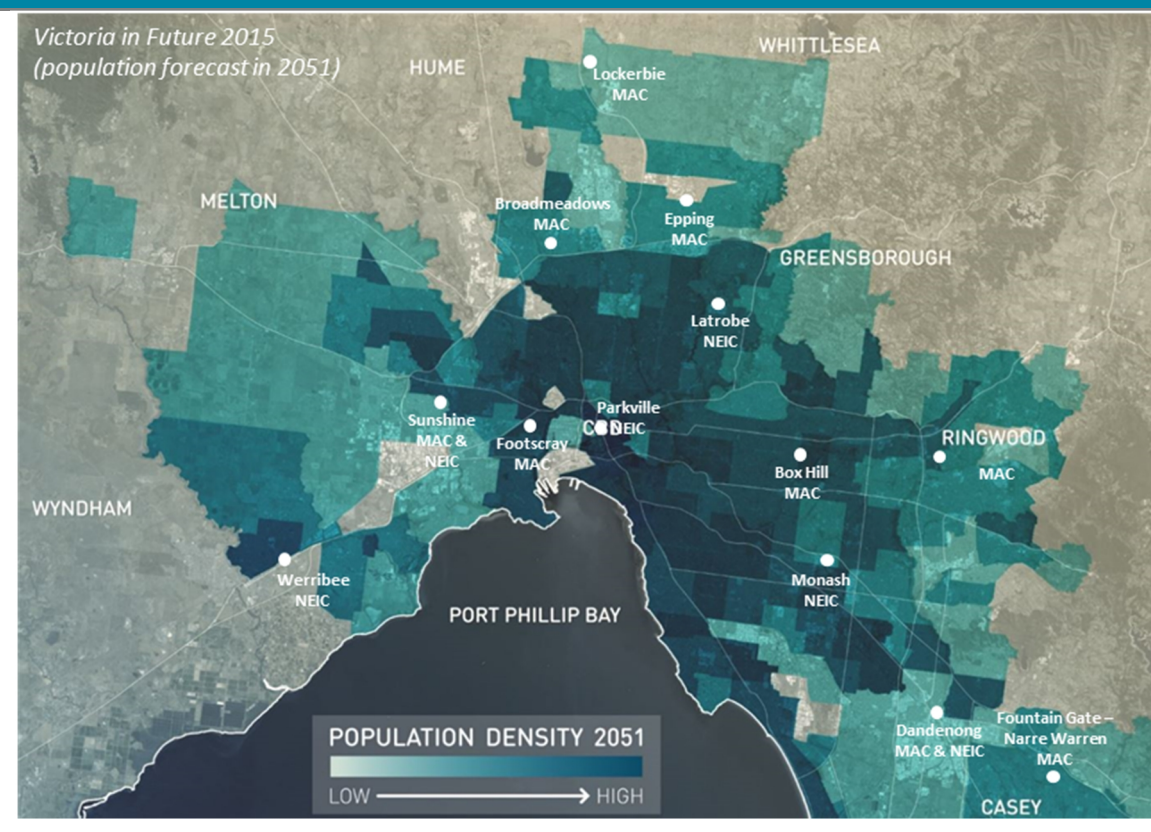 Victoria in Future 2015
(population forecast in 2051)
HUME
WHITTLESEA
Lockerbie
MAC
MELTON
Broadmeadows
MAC
Epping
MAC
GREENSBOROUGH
Latrobe
NEIC
Sunshine
MAC &
NEIC
Footscray
MAC
Parkville
CBD
NEIC
RINGWOOD
MAC
Box Hill
MAC
WYNDHAM
Werribee
NEIC
Monash
NEIC
PORT PHILLIP BAY
Dandenong
MAC & NEIC
Fountain Gate –
Narre Warren
MAC
CASEY
POPULATION DENSITY 2051
LOW
HIGH